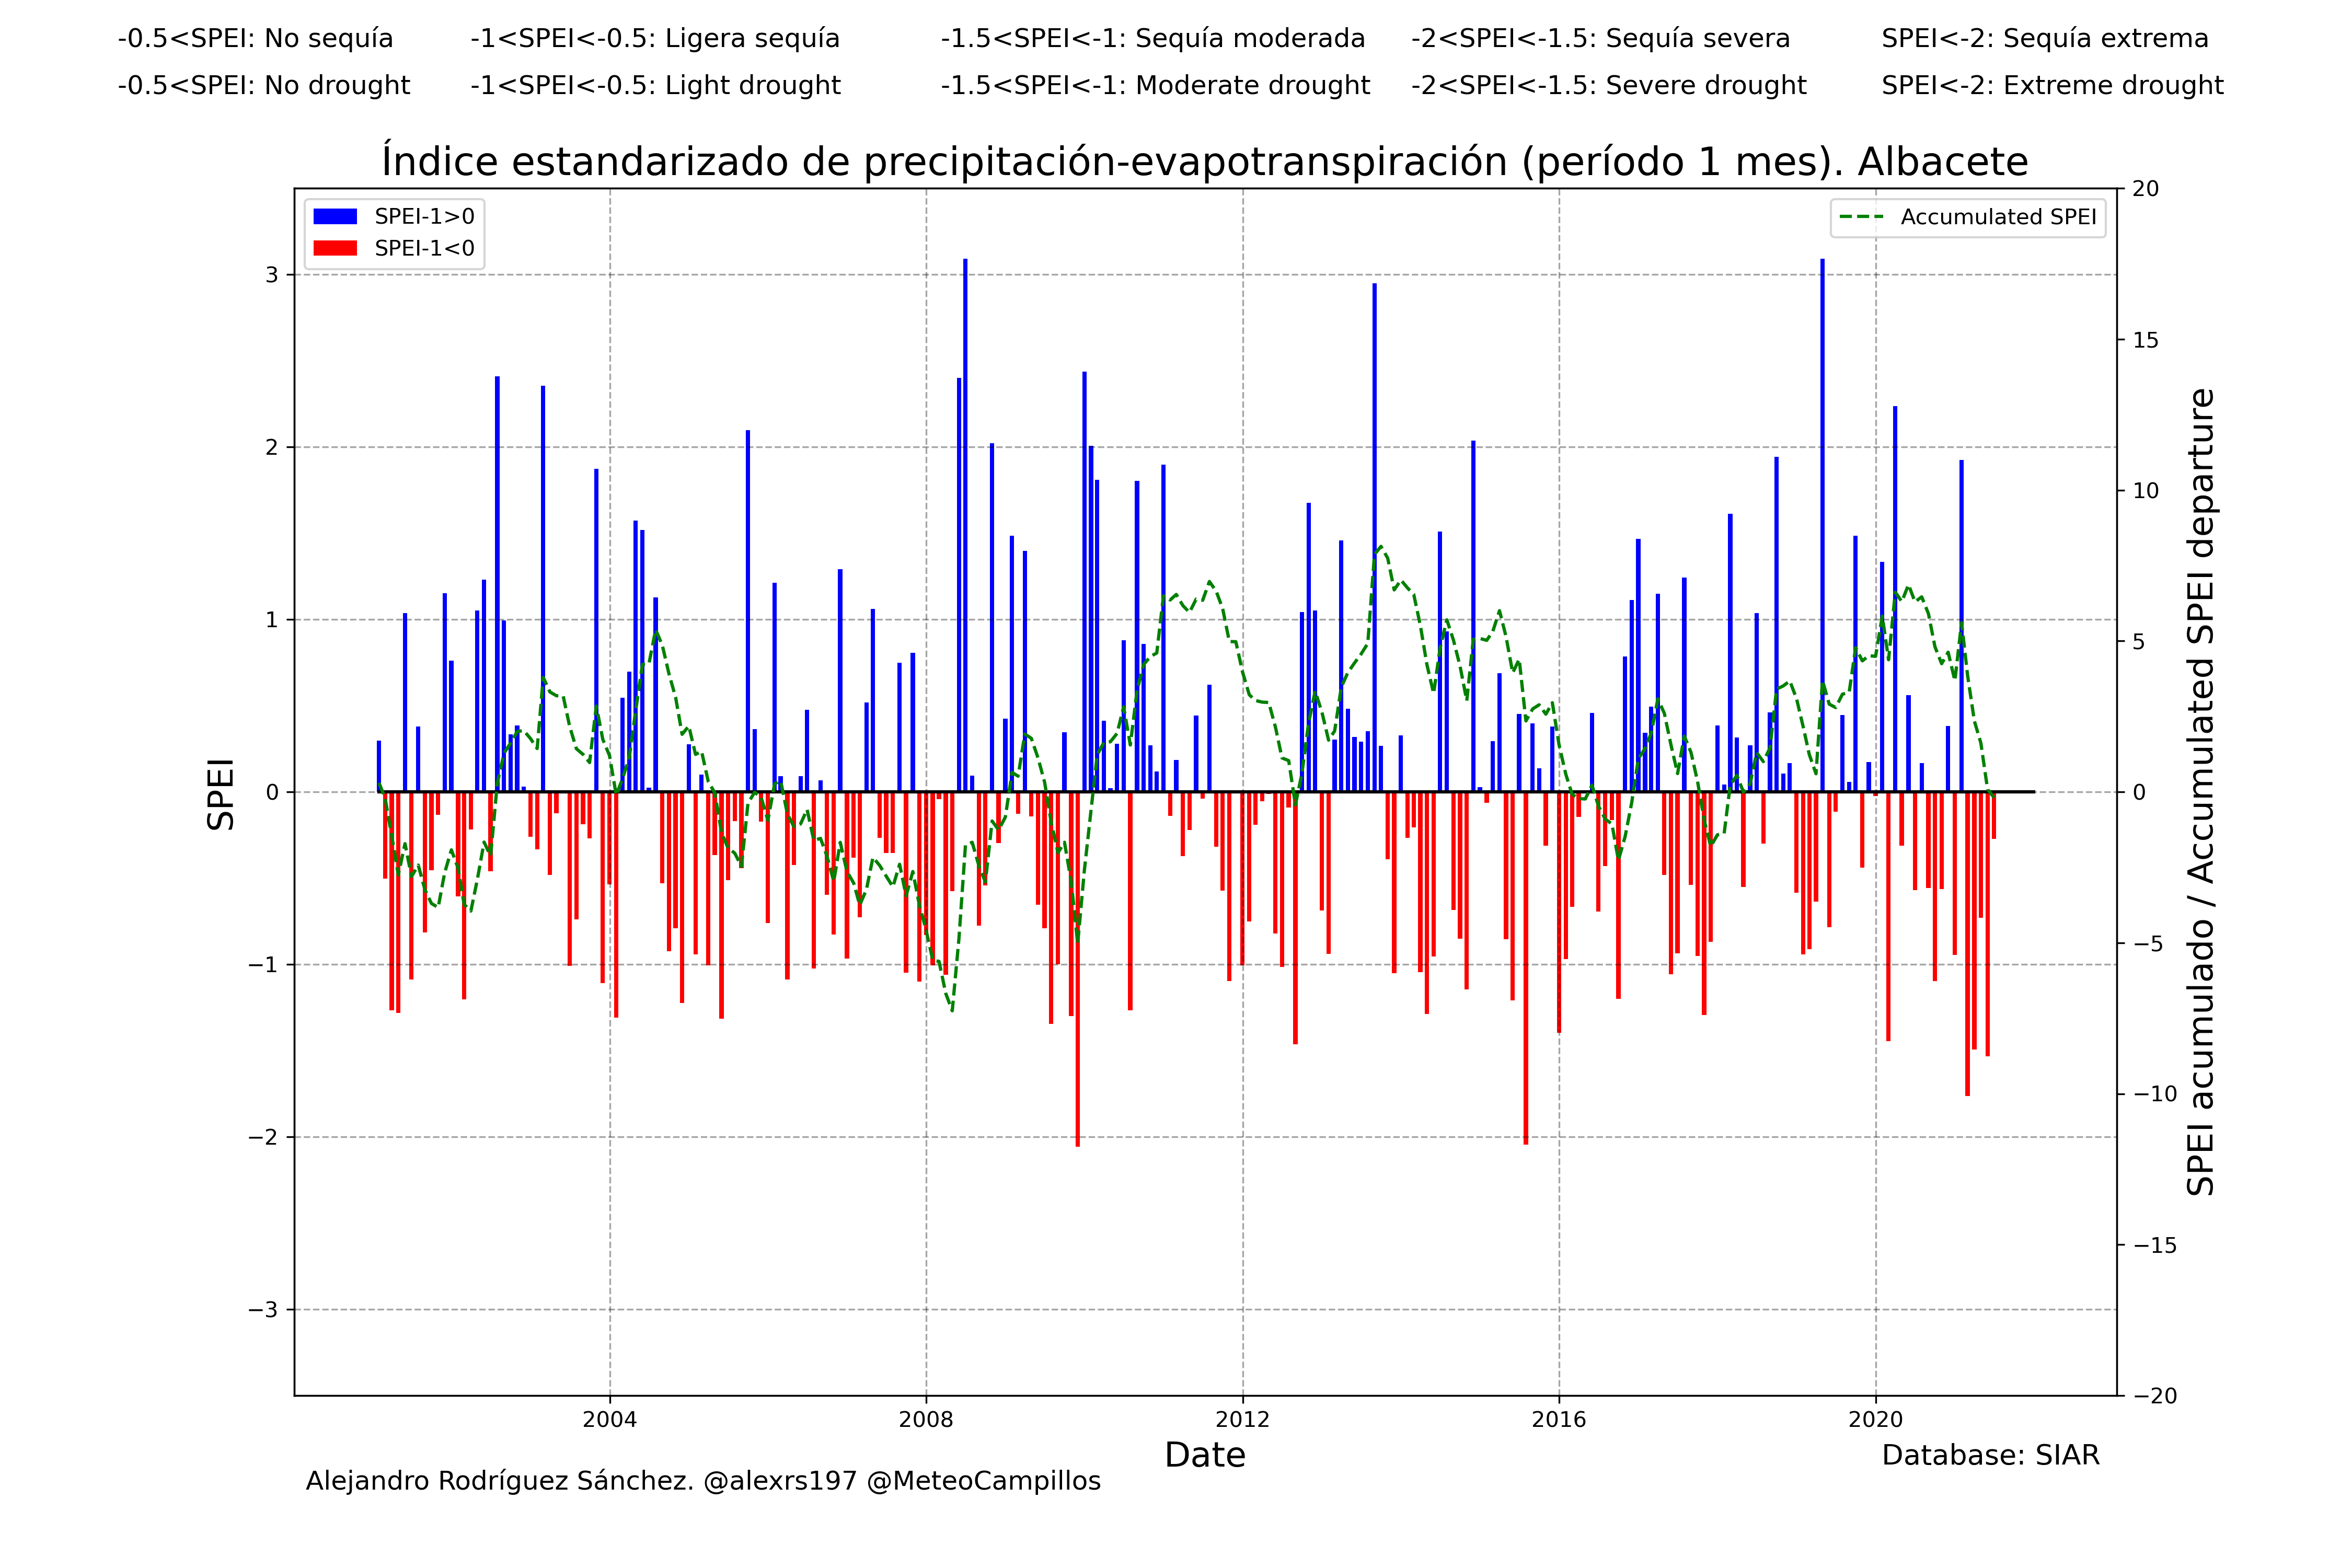 -0.5<SPEI: No sequía -1<SPEI<-0.5: Ligera sequía -1.5<SPEI<-1: Sequía moderada -2<SPEI<-1.5: Sequía severa SPEI<-2: Sequía extrema
-0.5<SPEI: No drought -1<SPEI<-0.5: Light drought -1.5<SPEI<-1: Moderate drought -2<SPEI<-1.5: Severe drought SPEI<-2: Extreme drought
Índice estandarizado de precipitación-evapotranspiración (período 1 mes). Albacete
SPEI-1>0
SPEI-1<0
Accumulated SPEI
SPEI
3
2
1
0
−1
−2
−3
20
15
10
5
0
−5
−10
−15
−20
SPEI acumulado / Accumulated SPEI departure
2004 2008 2012 2016 2020
Date
Database: SIAR
Alejandro Rodríguez Sánchez. @alexrs197 @MeteoCampillos